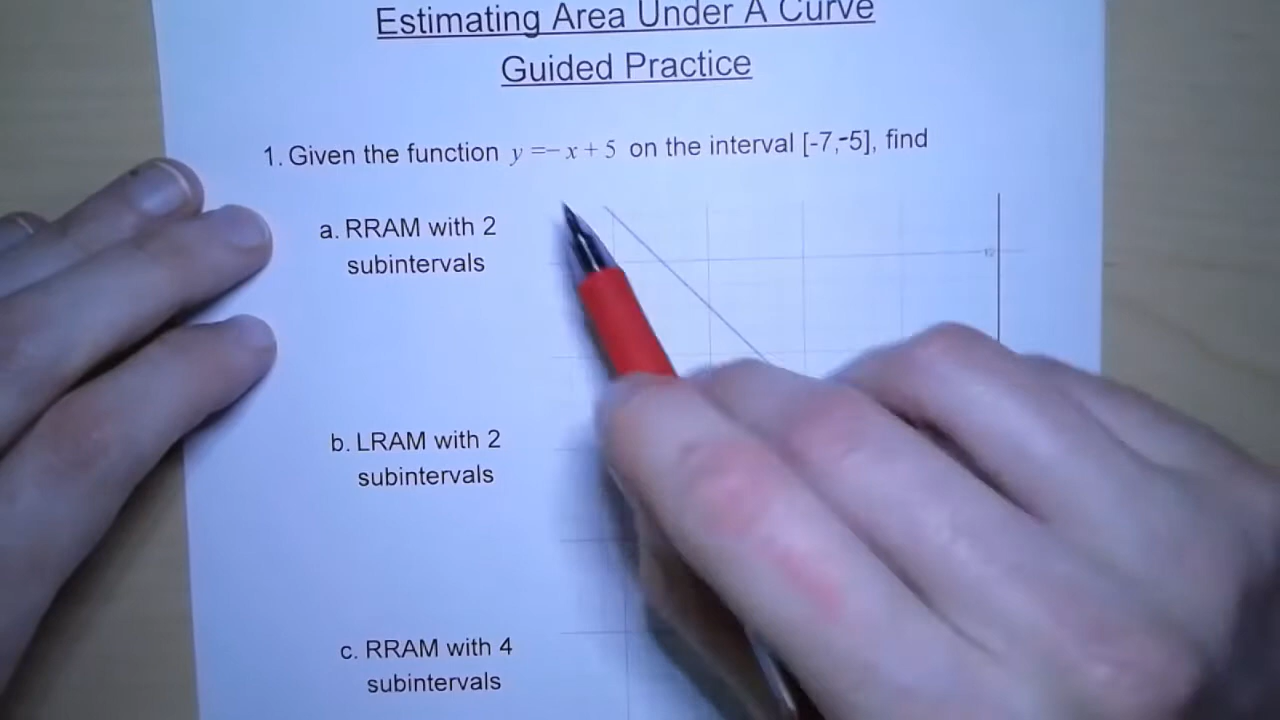 Estimating Area Under A Curve
Guided Practice
1. Given the function y =−x + 5 on the interval [-7,-5], find
a. RRAM with 2
subintervals
12
b. LRAM with 2
subintervals
c. RRAM with 4
subintervals